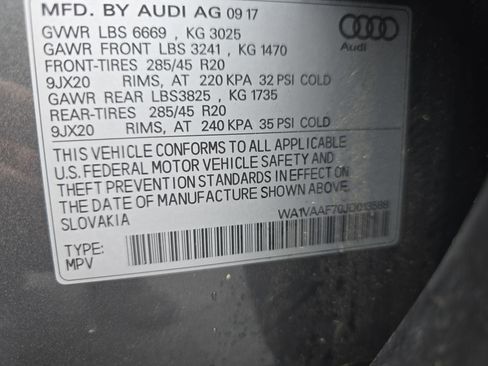 MFD. BY AUDI AG 09 17
GVWR LBS 6669 , KG 3025
GAWR FRONT LBS 3241 , KG 1470
FRONT-TIRES 285/45 R20
9JX20 RIMS, AT 220 KPA 32 PSI COLD
GAWR REAR LBS3825 , KG 1735
REAR-TIRES 285/45 R20
9JX20 RIMS, AT 240 KPA 35 PSI COLD
Audi
THIS VEHICLE CONFORMS TO ALL APPLICABLE
U.S. FEDERAL MOTOR VEHICLE SAFETY AND
THEFT PREVENTION STANDARDS IN EFFECT ON
THE DATE OF MANUFACTURE SHOWN ABOVE.
SLOVAKIA
WA1VAAF70JD013588
TYPE:
MPV